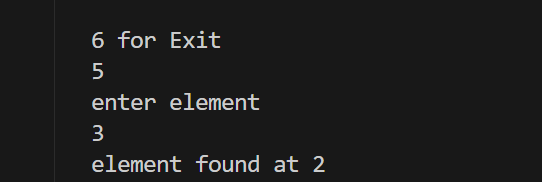 6 for Exit
5
enter element
3
element found at 2